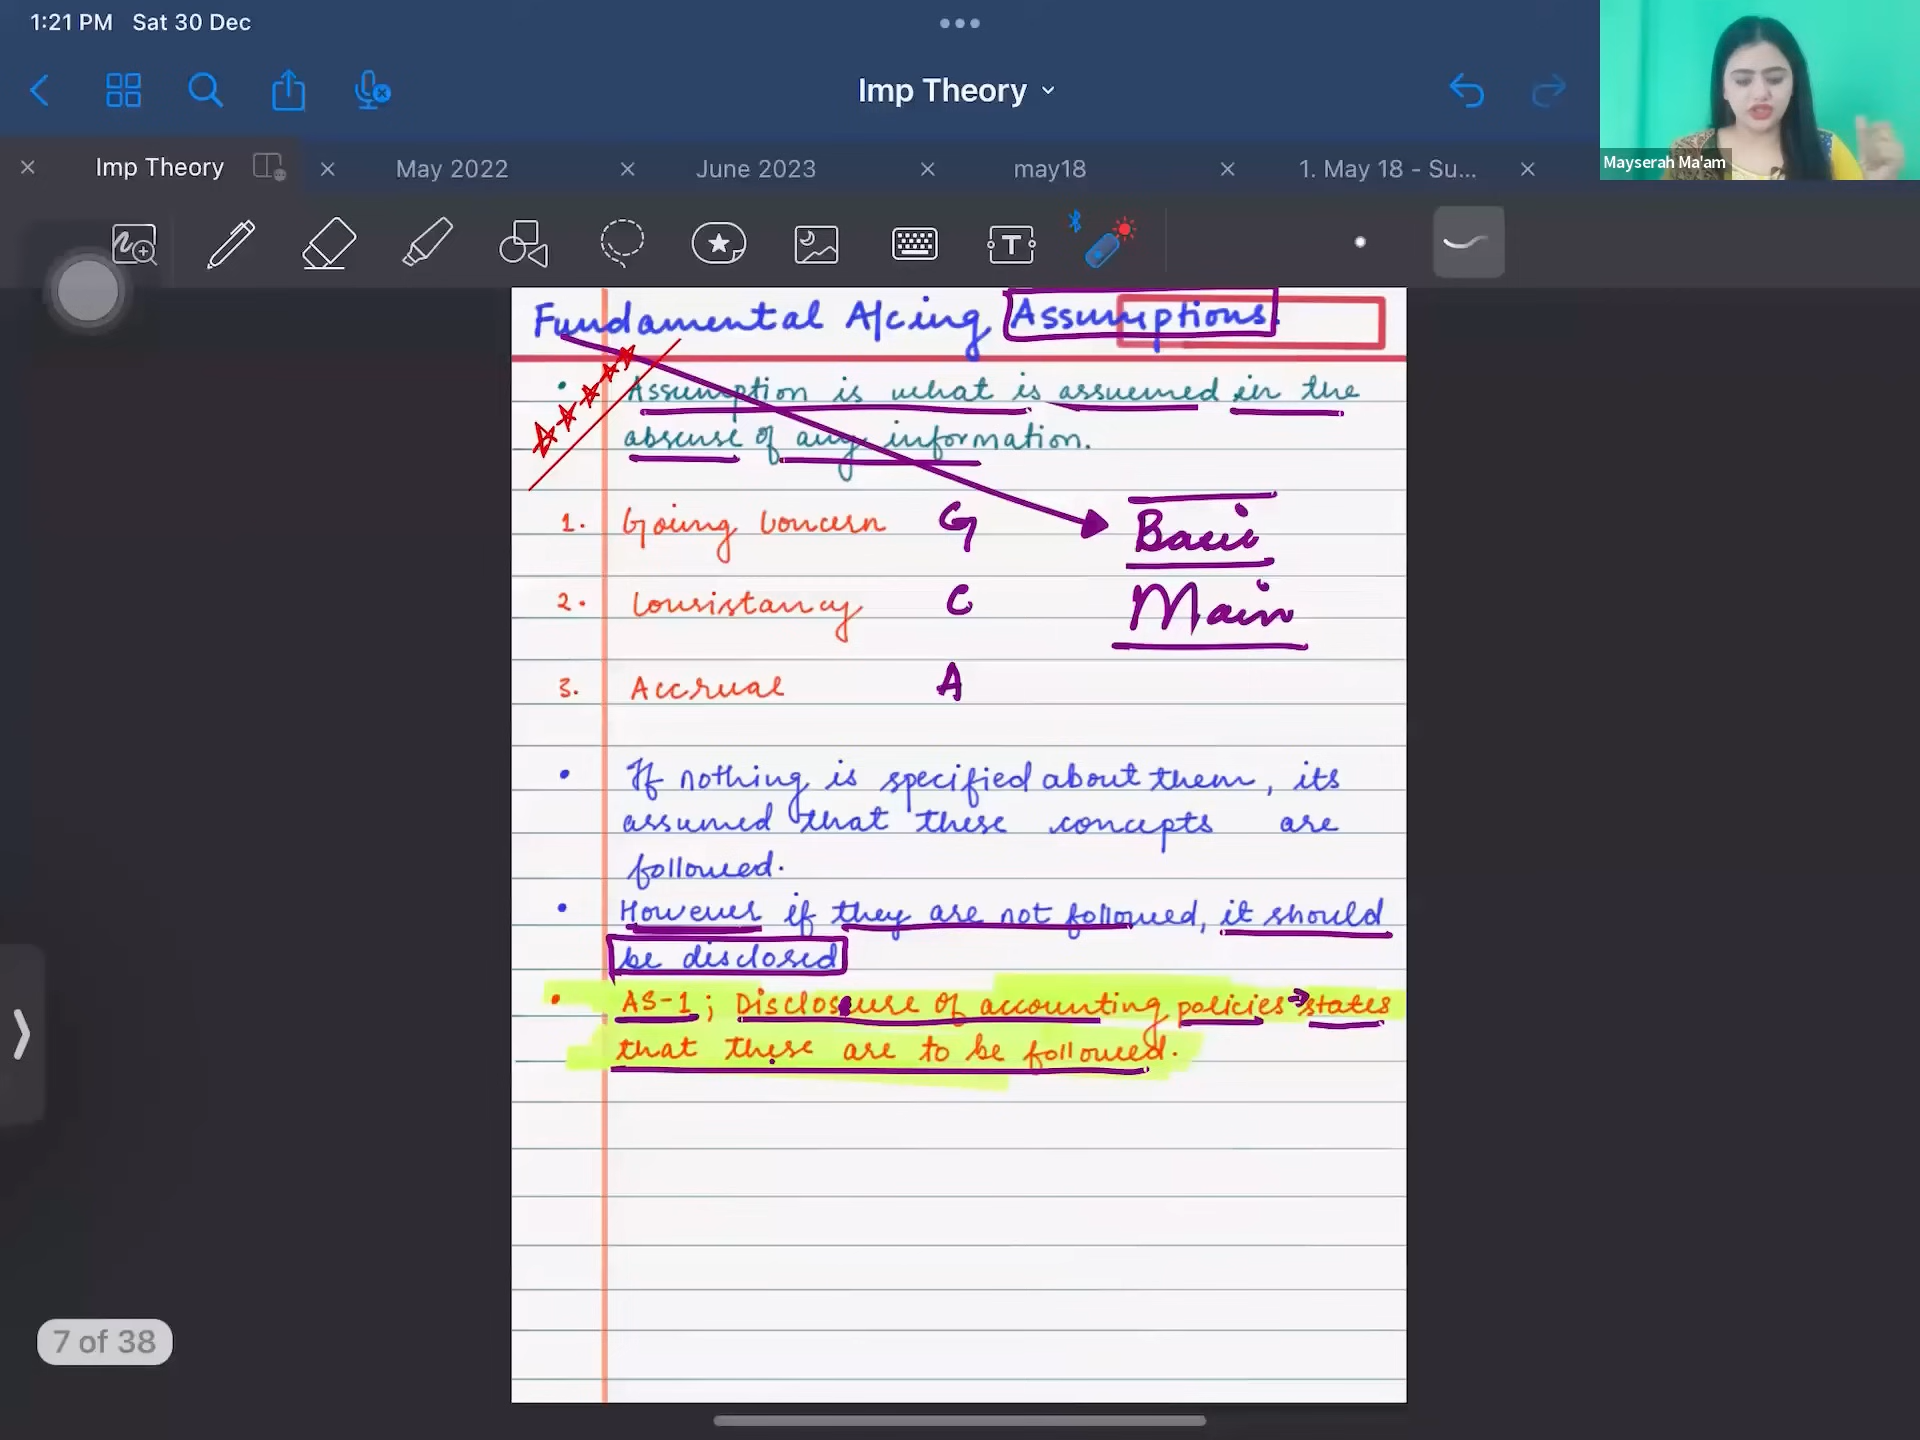 1:21 PM Sat 30 Dec
Imp Theory
Mayserah Ma'am
Imp Theory
May 2022
June 2023
may18
1. May 18 - Su...
T
Fundamental A/cing Assumptions.
• Assumption is what is assuemed in the
absense of any information.
1. Going Concern G Basic
2. Consistancy C Main
3. Accrual A
• If nothing is specified about them, its
assumed that these concepts are
followed.
• However if they are not followed, it should
be disclosed
• AS-1; Disclosure of accounting policies → states
that these are to be followed.
7 of 38